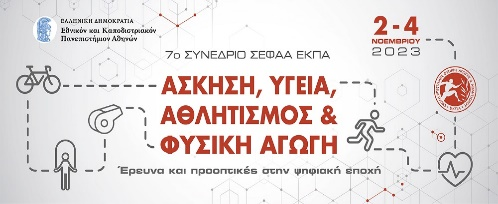 ΕΛΛΗΝΙΚΗ ΔΗΜΟΚΡΑΤΙΑ
Εθνικόν και Καποδιστριακόν
Πανεπιστήμιον Αθηνών
2 - 4
ΝΟΕΜΒΡΙΟΥ
2023
7ο ΣΥΝΕΔΡΙΟ ΣΕΦΑΑ ΕΚΠΑ
ΑΣΚΗΣΗ, ΥΓΕΙΑ,
ΑΘΛΗΤΙΣΜΟΣ &
ΦΥΣΙΚΗ ΑΓΩΓΗ
Έρευνα και προοπτικές στην ψηφιακή εποχή